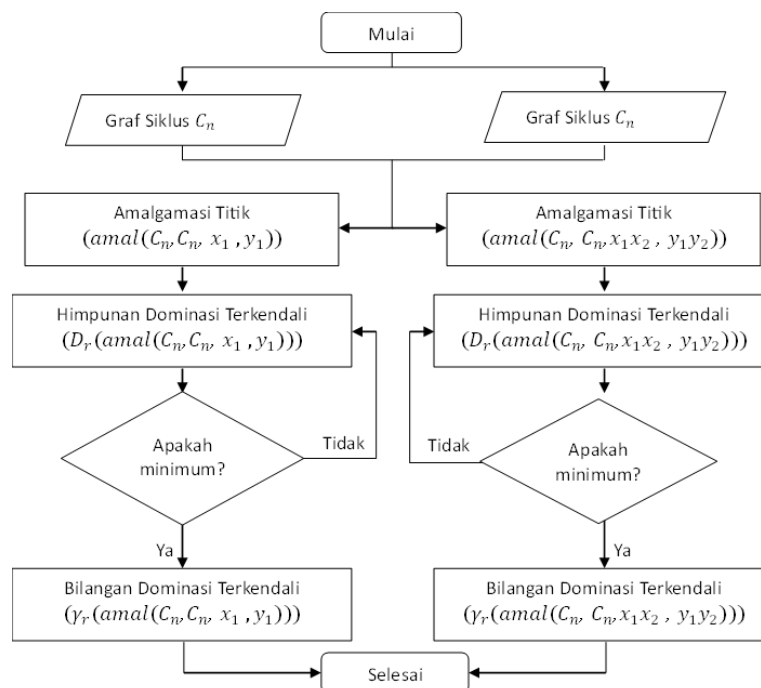 Mulai
Graf Siklus $C_n$
Graf Siklus $C_n$
Amalgamasi Titik
$(amal(C_n, C_n, x_1, y_1))$
Amalgamasi Titik
$(amal(C_n, C_n, x_1x_2, y_1y_2))$
Himpunan Dominasi Terkendali
$(D_r(amal(C_n, C_n, x_1, y_1)))$
Himpunan Dominasi Terkendali
$(D_r(amal(C_n, C_n, x_1x_2, y_1y_2)))$
Apakah
minimum?
Tidak
Tidak
Apakah
minimum?
Ya
Ya
Bilangan Dominasi Terkendali
$(\gamma_r(amal(C_n, C_n, x_1, y_1)))$
Bilangan Dominasi Terkendali
$(\gamma_r(amal(C_n, C_n, x_1x_2, y_1y_2)))$
Selesai